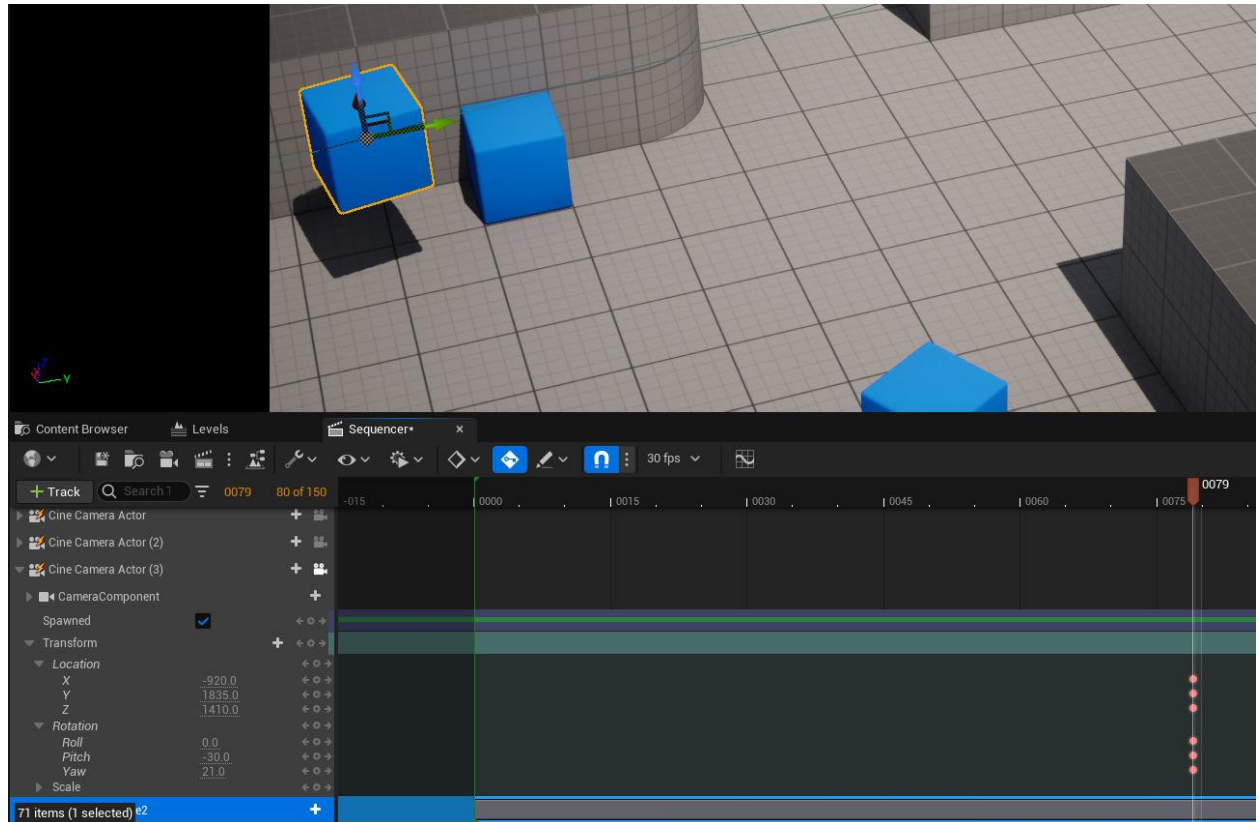 Z
Y
Content Browser Levels Sequencer* ×
30 fps
+ Track Search T 0079 80 of 150
-015 0000 0015 0030 0045 0060 0075 0079
Cine Camera Actor
Cine Camera Actor (2)
Cine Camera Actor (3)
CameraComponent
Spawned
Transform
Location
X -920.0
Y 1835.0
Z 1410.0
Rotation
Roll 0.0
Pitch -30.0
Yaw 21.0
Scale
71 items (1 selected) e2